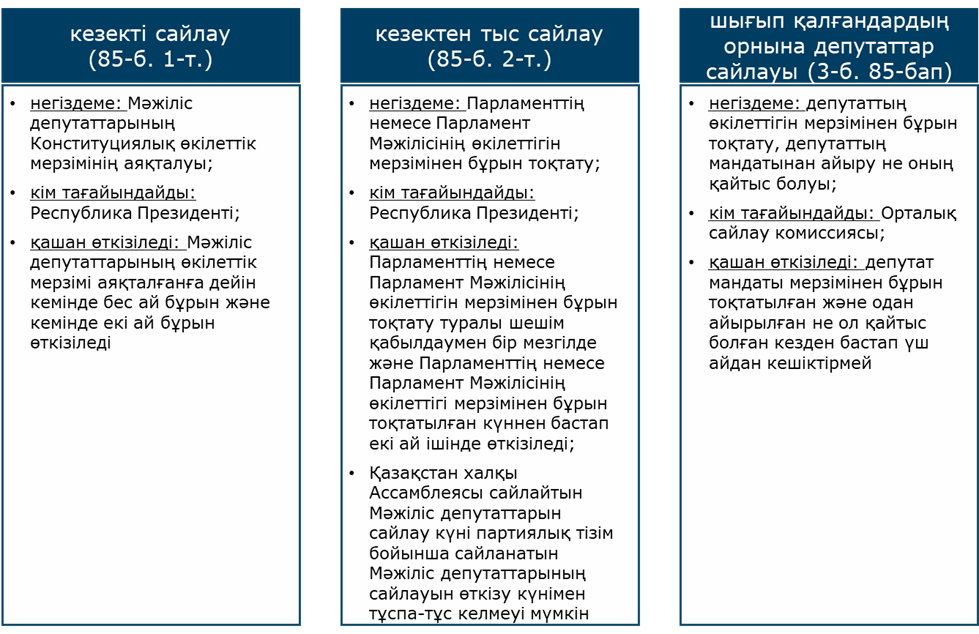 кезекті сайлау
(85-б. 1-т.)
• негіздеме: Мәжіліс
депутаттарының
Конституциялық өкілеттік
мерзімінің аяқталуы;
• кім тағайындайды:
Республика Президенті;
• қашан өткізіледі: Мәжіліс
депутаттарының өкілеттік
мерзімі аяқталғанға дейін
кемінде бес ай бұрын және
кемінде екі ай бұрын
өткізіледі
кезектен тыс сайлау
(85-б. 2-т.)
• негіздеме: Парламенттің
немесе Парламент
Мәжілісінің өкілеттігін
мерзімінен бұрын тоқтату;
• кім тағайындайды:
Республика Президенті;
• қашан өткізіледі:
Парламенттің немесе
Парламент Мәжілісінің
өкілеттігін мерзімінен бұрын
тоқтату туралы шешім
қабылдаумен бір мезгілде
және Парламенттің немесе
Парламент Мәжілісінің
өкілеттігі мерзімінен бұрын
тоқтатылған күннен бастап
екі ай ішінде өткізіледі;
• Қазақстан халқы
Ассамблеясы сайлайтын
Мәжіліс депутаттарын
сайлау күні партиялық тізім
бойынша сайланатын
Мәжіліс депутаттарының
сайлауын өткізу күнімен
тұспа-тұс келмеуі мүмкін
шығып қалғандардың
орнына депутаттар
сайлауы (3-б. 85-бап)
• негіздеме: депутаттың
өкілеттігін мерзімінен бұрын
тоқтату, депутаттың
мандатынан айыру не оның
қайтыс болуы;
• кім тағайындайды: Орталық
сайлау комиссиясы;
• қашан өткізіледі: депутат
мандаты мерзімінен бұрын
тоқтатылған және одан
айырылған не ол қайтыс
болған кезден бастап үш
айдан кешіктірмей